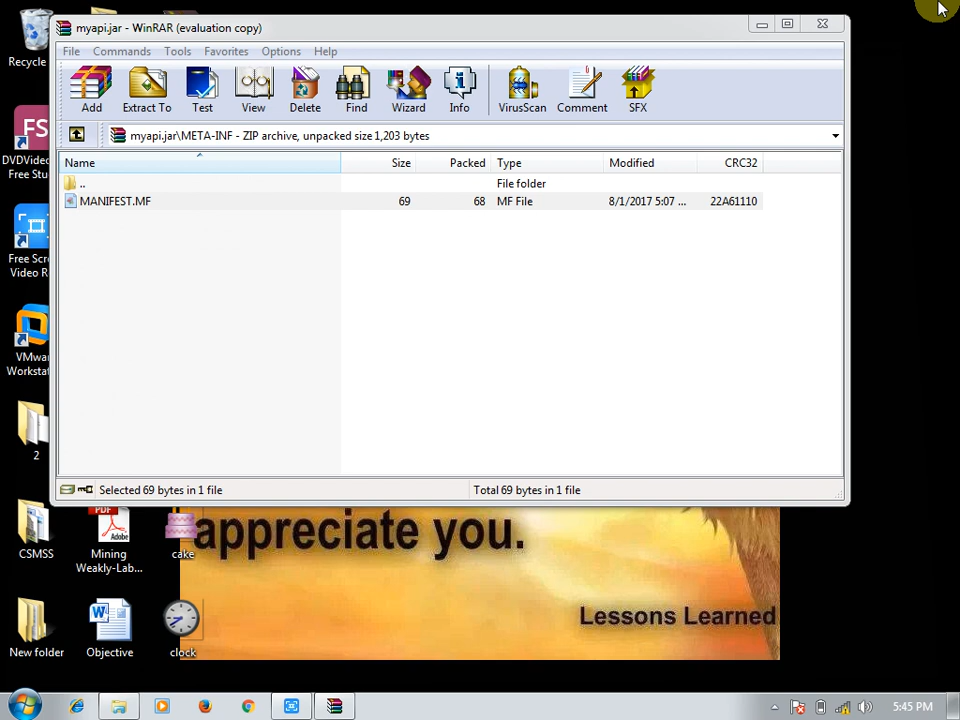 myapi.jar - WinRAR (evaluation copy)
File Commands Tools Favorites Options Help
Add Extract To Test View Delete Find Wizard Info VirusScan Comment SFX
myapi.jar\META-INF - ZIP archive, unpacked size 1,203 bytes
Name Size Packed Type Modified CRC32
.. File folder
MANIFEST.MF 69 68 MF File 8/1/2017 5:07 ... 22A61110
Selected 69 bytes in 1 file Total 69 bytes in 1 file
Recycle
FS
DVDVideo
Free Stu
Free Scr
Video R
VMwa
Workstat
2
CSMSS
PDF
Adobe
Mining
Weakly-Lab...
cake
New folder
W
Objective
clock
appreciate you.
Lessons Learned
5:45 PM